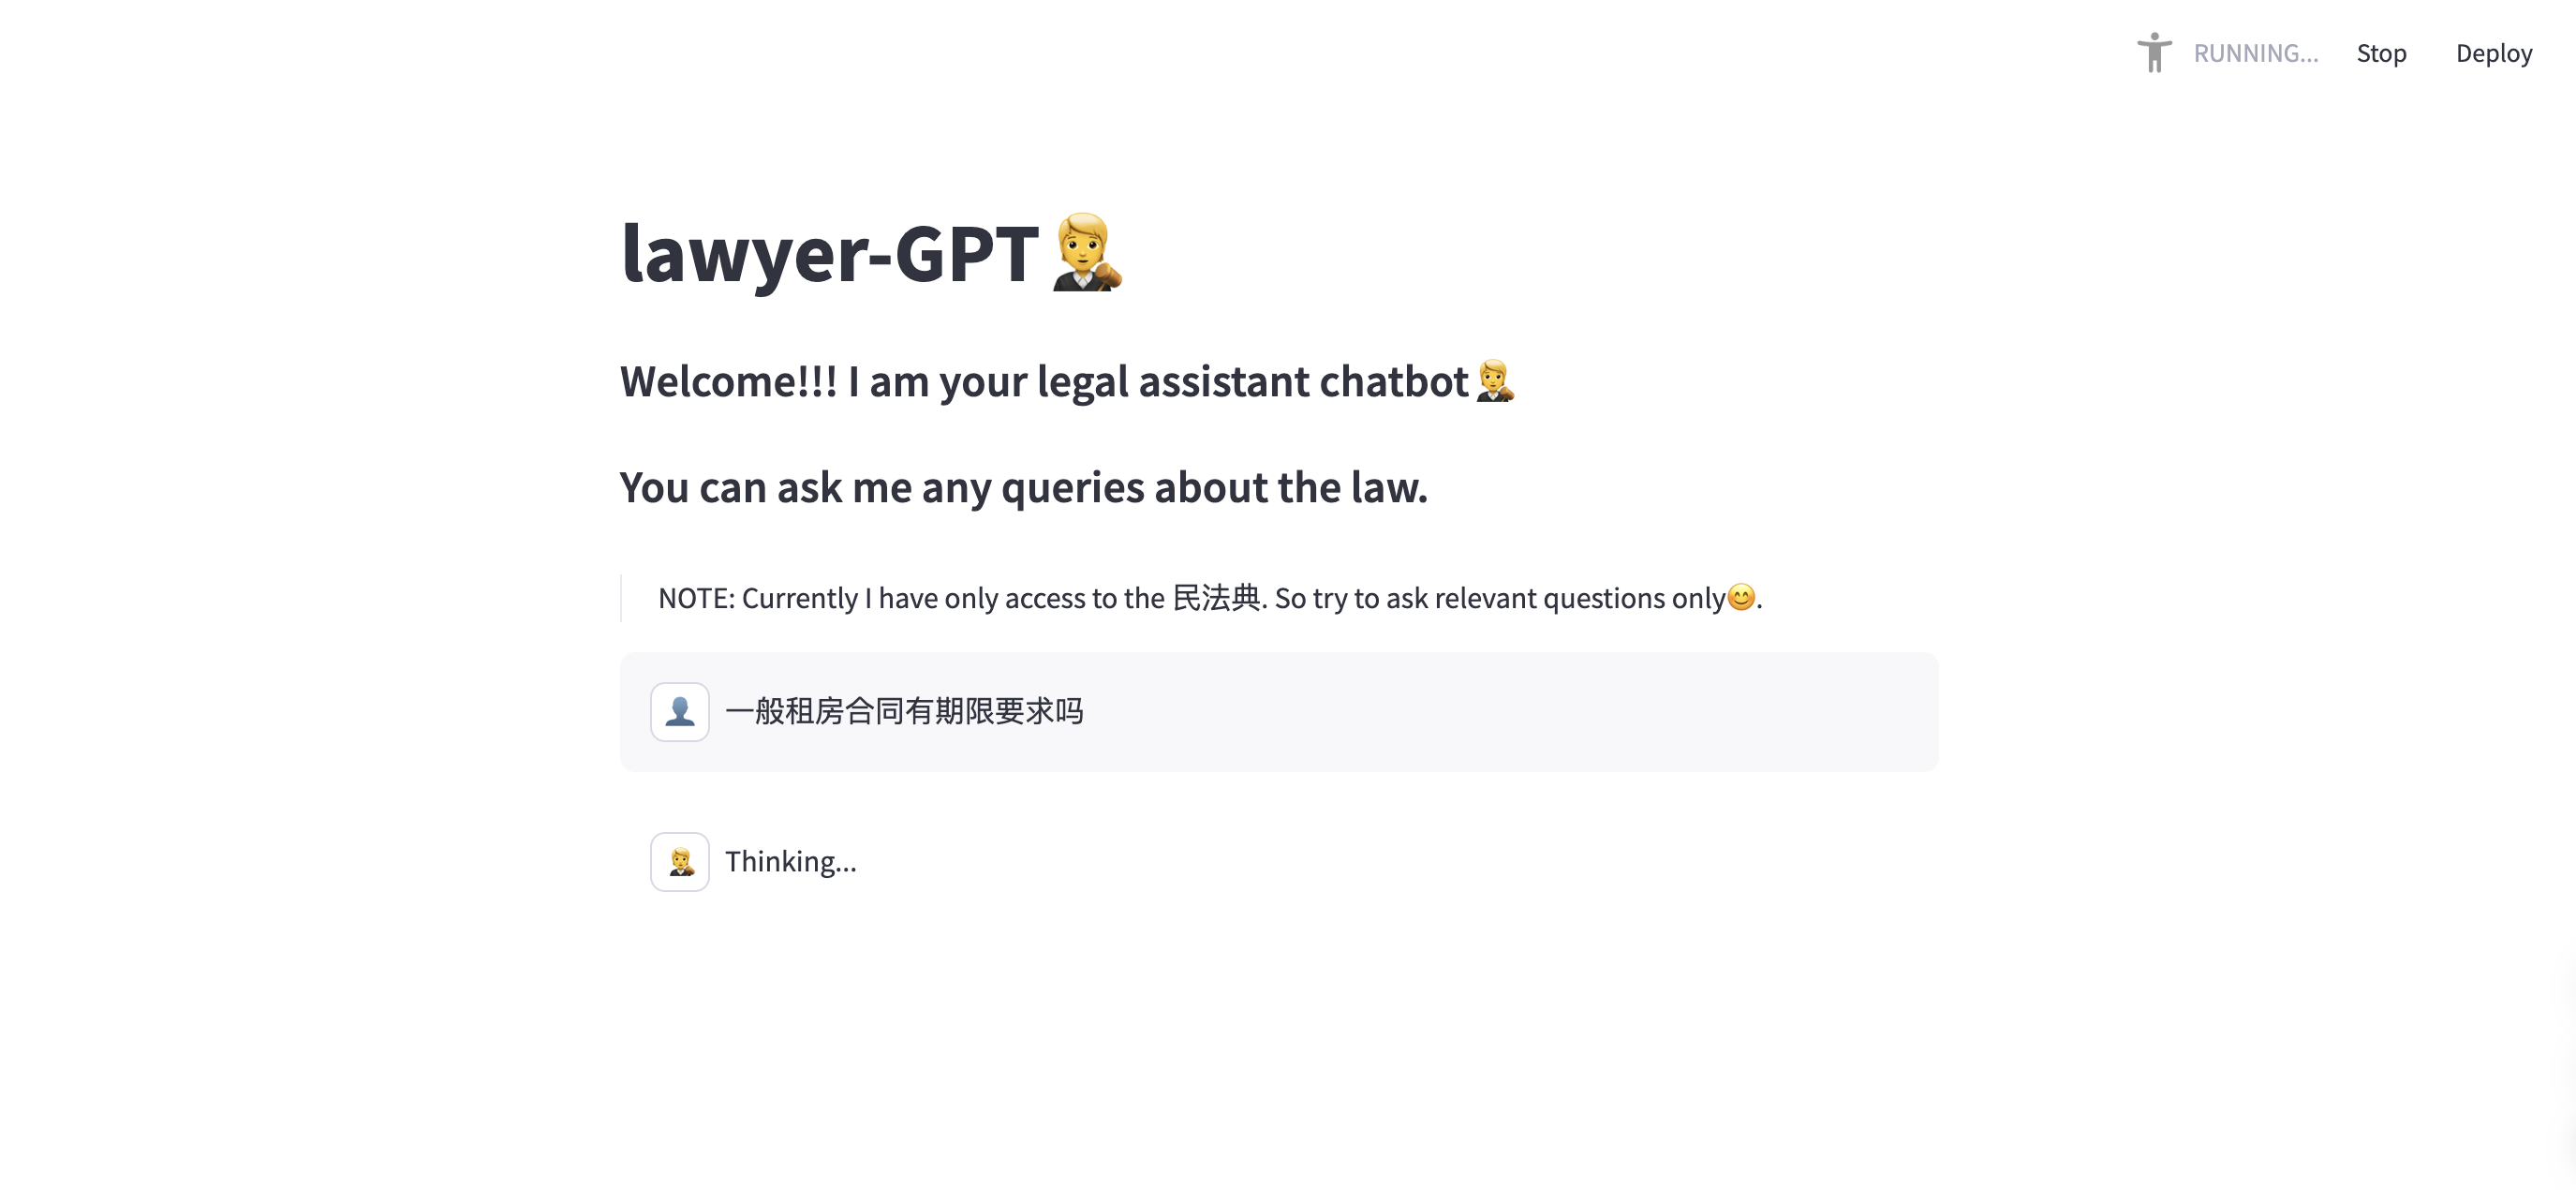 RUNNING... Stop Deploy
lawyer-GPT🧑‍⚖️
Welcome!!! I am your legal assistant chatbot🧑‍⚖️
You can ask me any queries about the law.
NOTE: Currently I have only access to the 民法典. So try to ask relevant questions only😊.
一般租房合同有期限要求吗
Thinking...